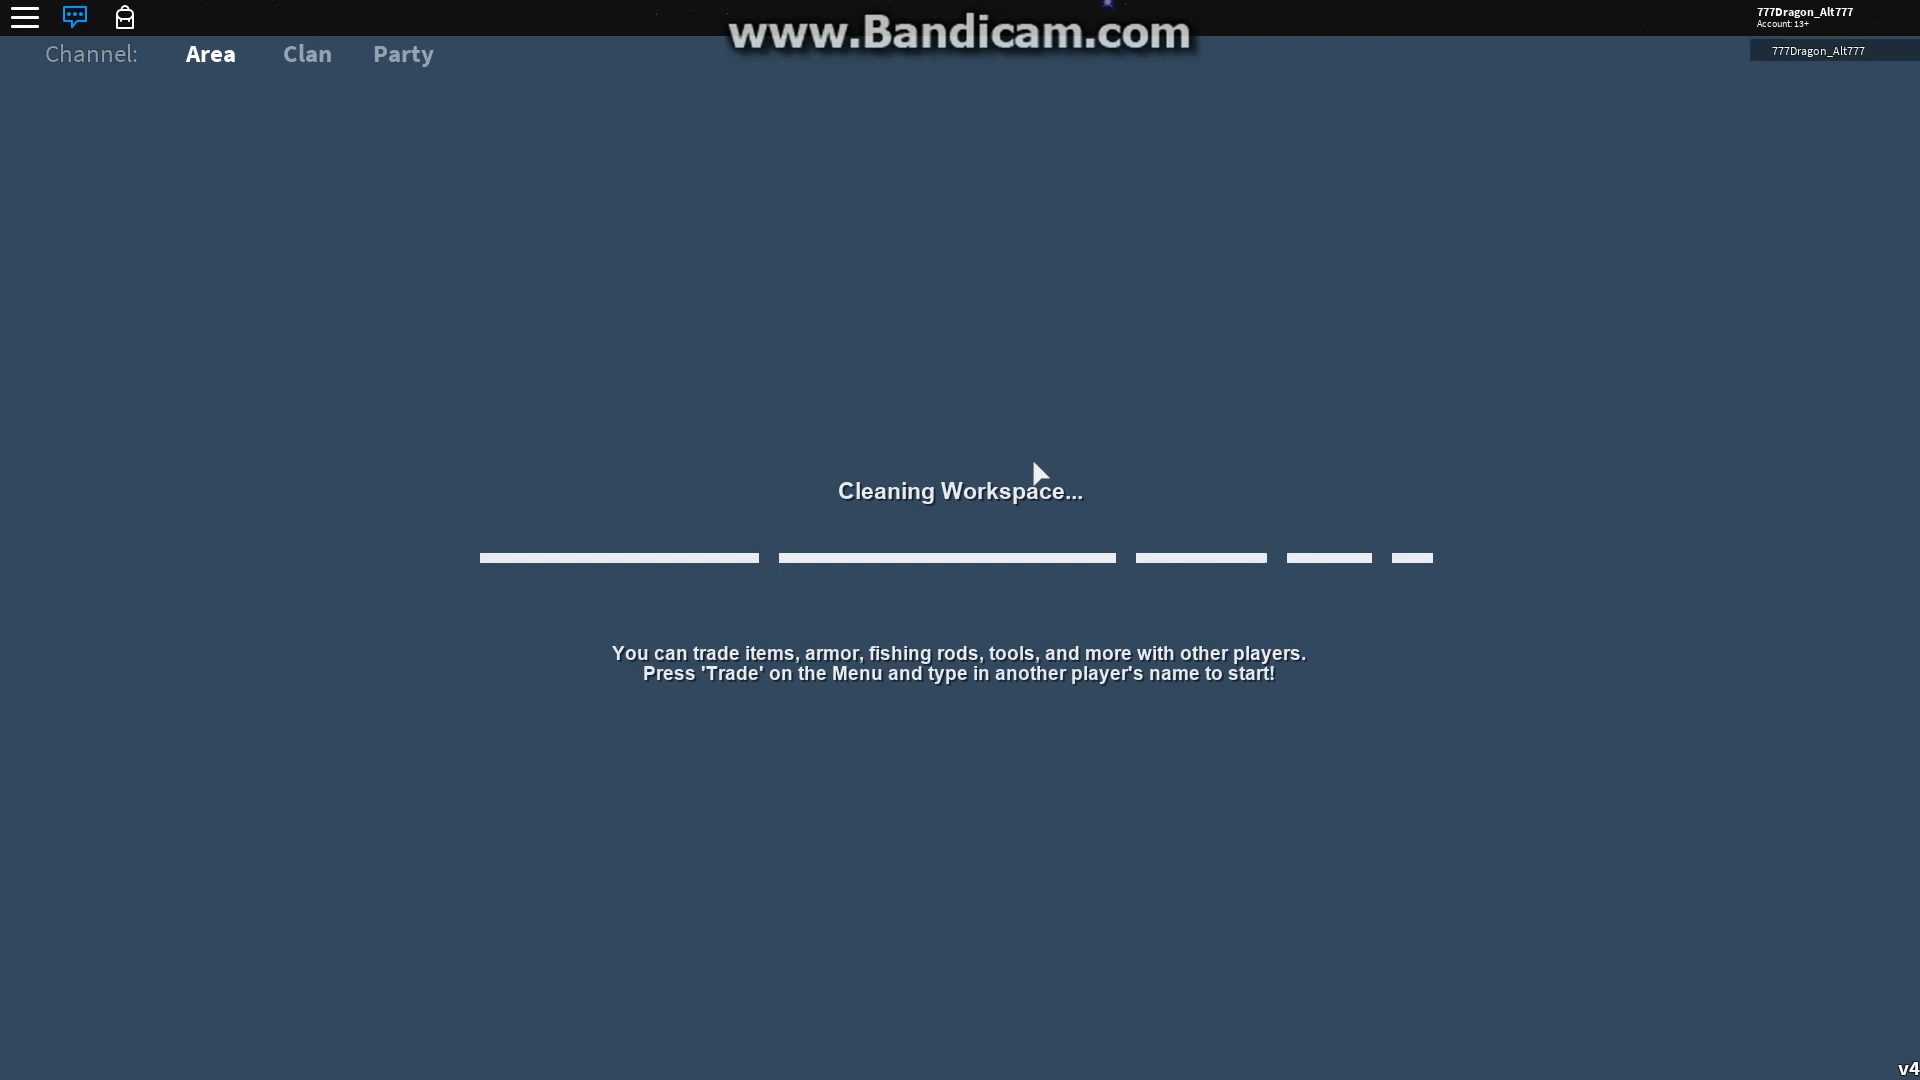 www.Bandicam.com
777Dragon_Alt777
Account: 13+
Channel: Area Clan Party
777Dragon_Alt777
Cleaning Workspace...
You can trade items, armor, fishing rods, tools, and more with other players.
Press 'Trade' on the Menu and type in another player's name to start!
v4